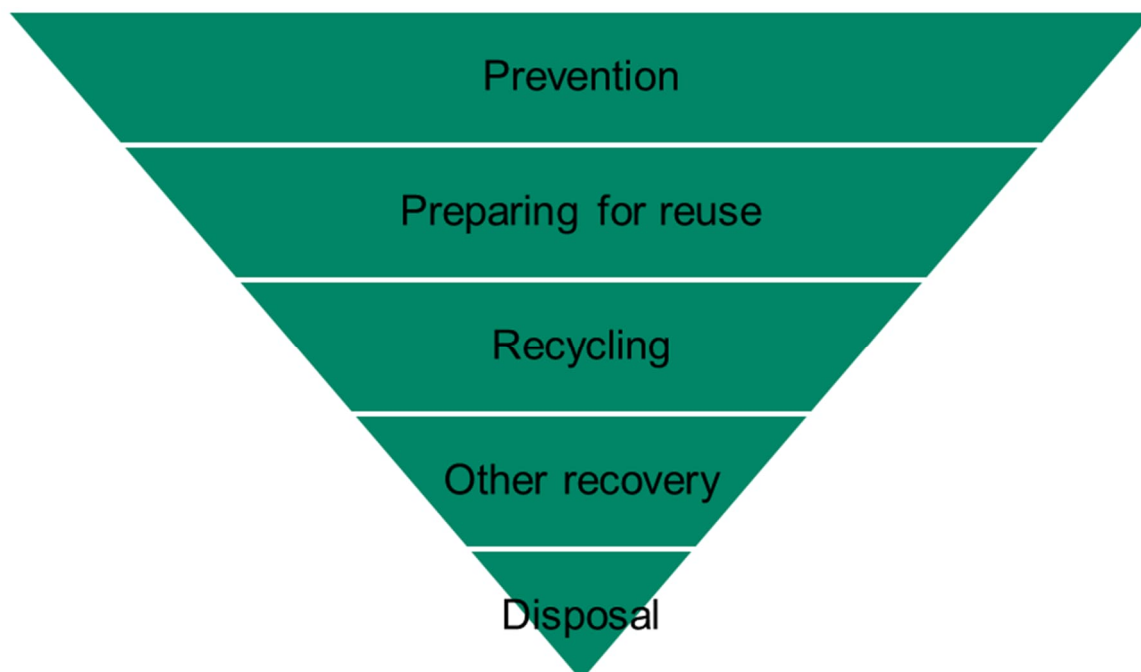 Prevention
Preparing for reuse
Recycling
Other recovery
Disposal